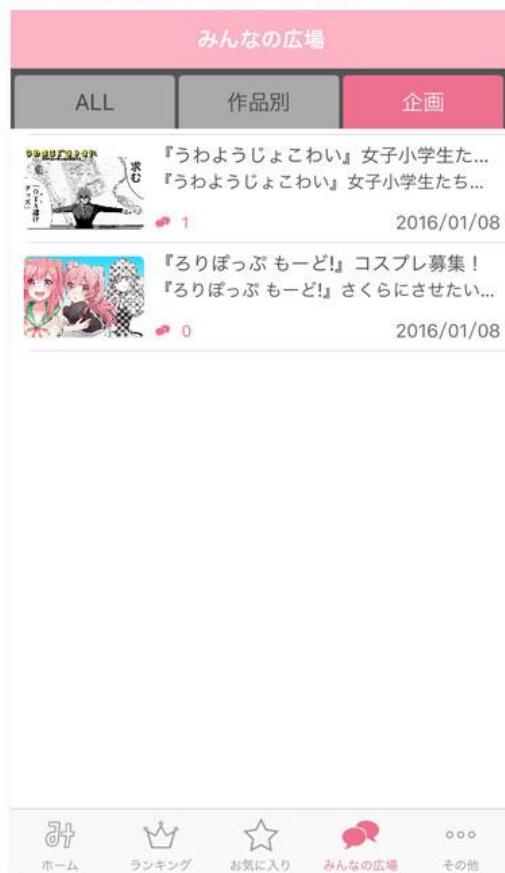 みんなの広場
ALL
作品別
企画
求む
『うわようじょこわい』女子小学生た...
『うわようじょこわい』女子小学生たち...
1
2016/01/08
『ろりぽっぷ もーど!』コスプレ募集!
『ろりぽっぷ もーど!』さくらにさせたい...
0
2016/01/08
み
ホーム
ランキング
お気に入り
みんなの広場
その他